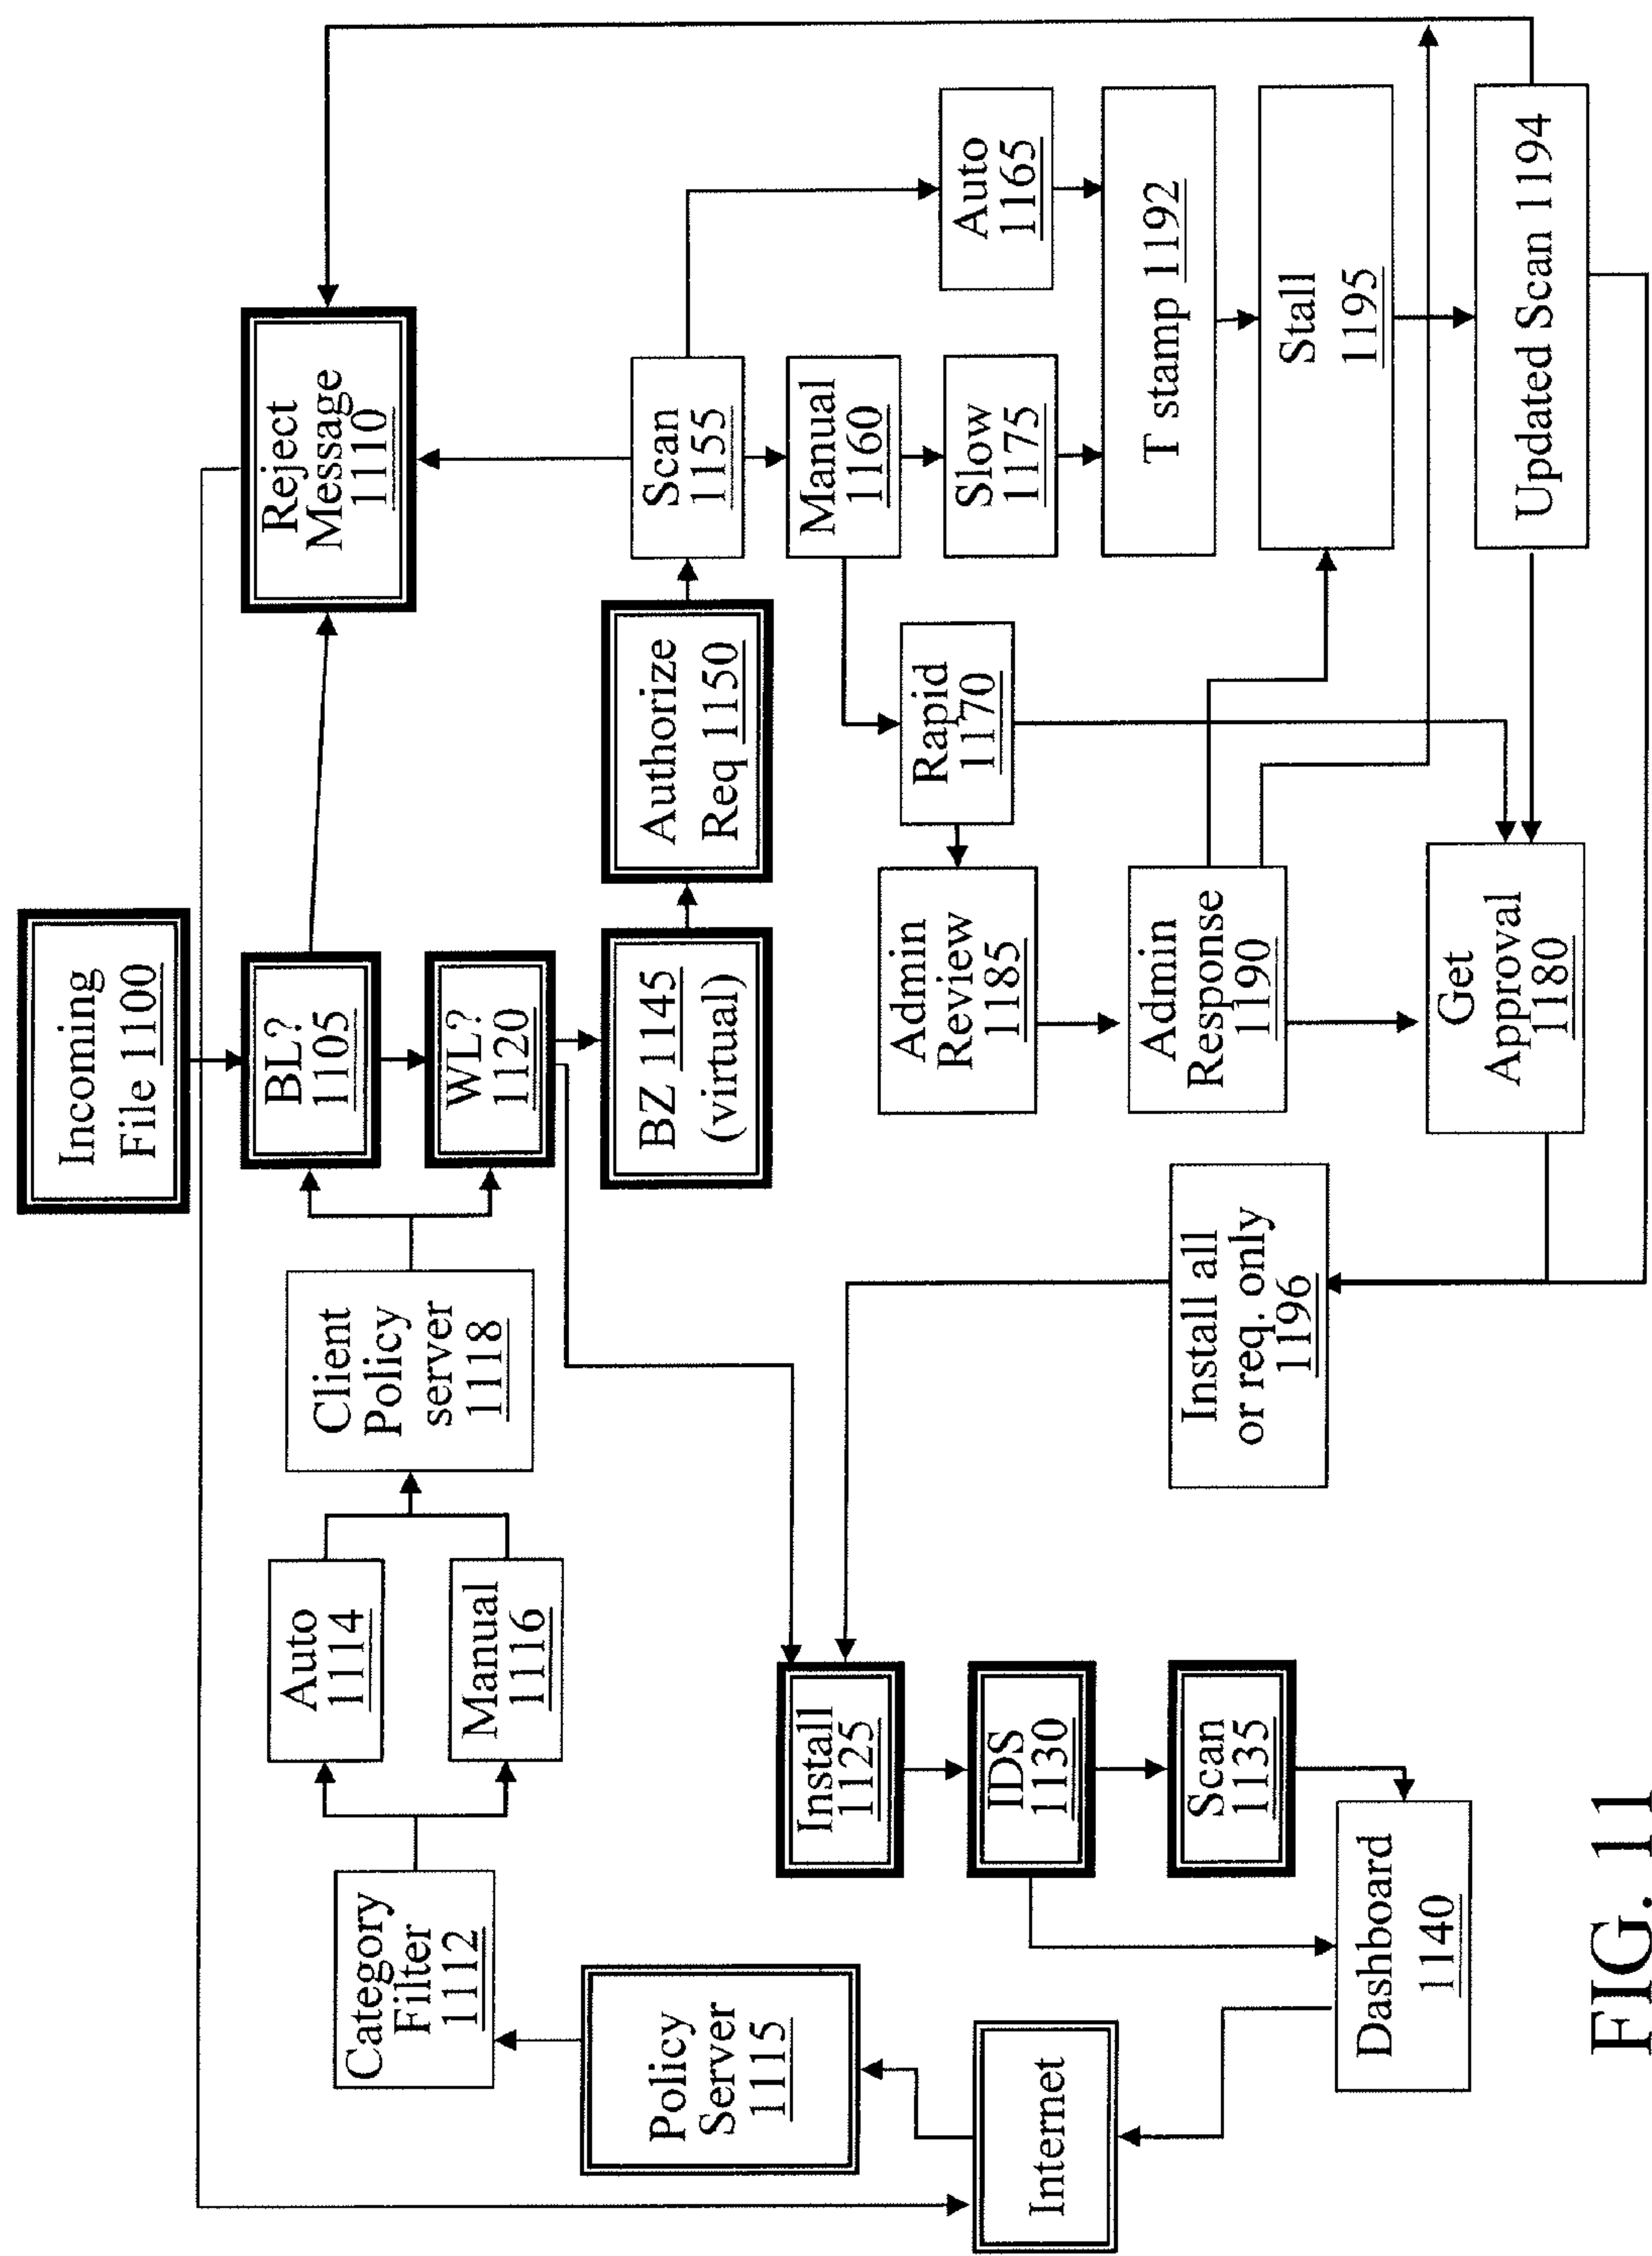 Incoming
File 1100
BL?
1105
Reject
Message
1110
Category
Filter
1112
Auto
1114
Manual
1116
Client
Policy
server
1118
WL?
1120
Policy
Server
1115
BZ 1145
(virtual)
Authorize
Req 1150
Scan
1155
Manual
1160
Auto
1165
Rapid
1170
Slow
1175
Internet
Install
1125
IDS
1130
Scan
1135
Dashboard
1140
Admin
Review
1185
Admin
Response
1190
T stamp 1192
Stall
1195
Install all
or req. only
1196
Get
Approval
1180
Updated Scan 1194
FIG. 11